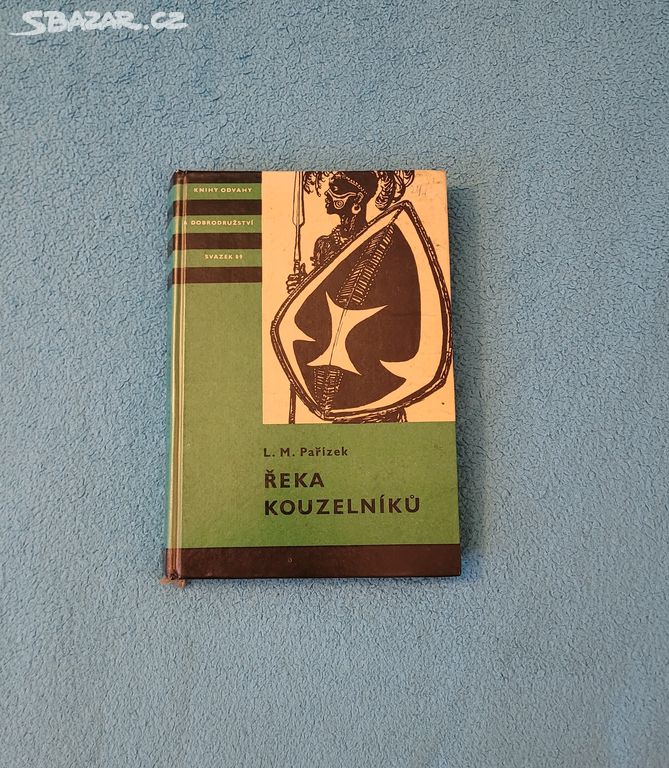 SBAZAR.CZ
KNIHY ODVAHY
A DOBRODRUŽSTVÍ
SVAZEK 89
L. M. Pařízek
ŘEKA
KOUZELNÍKŮ